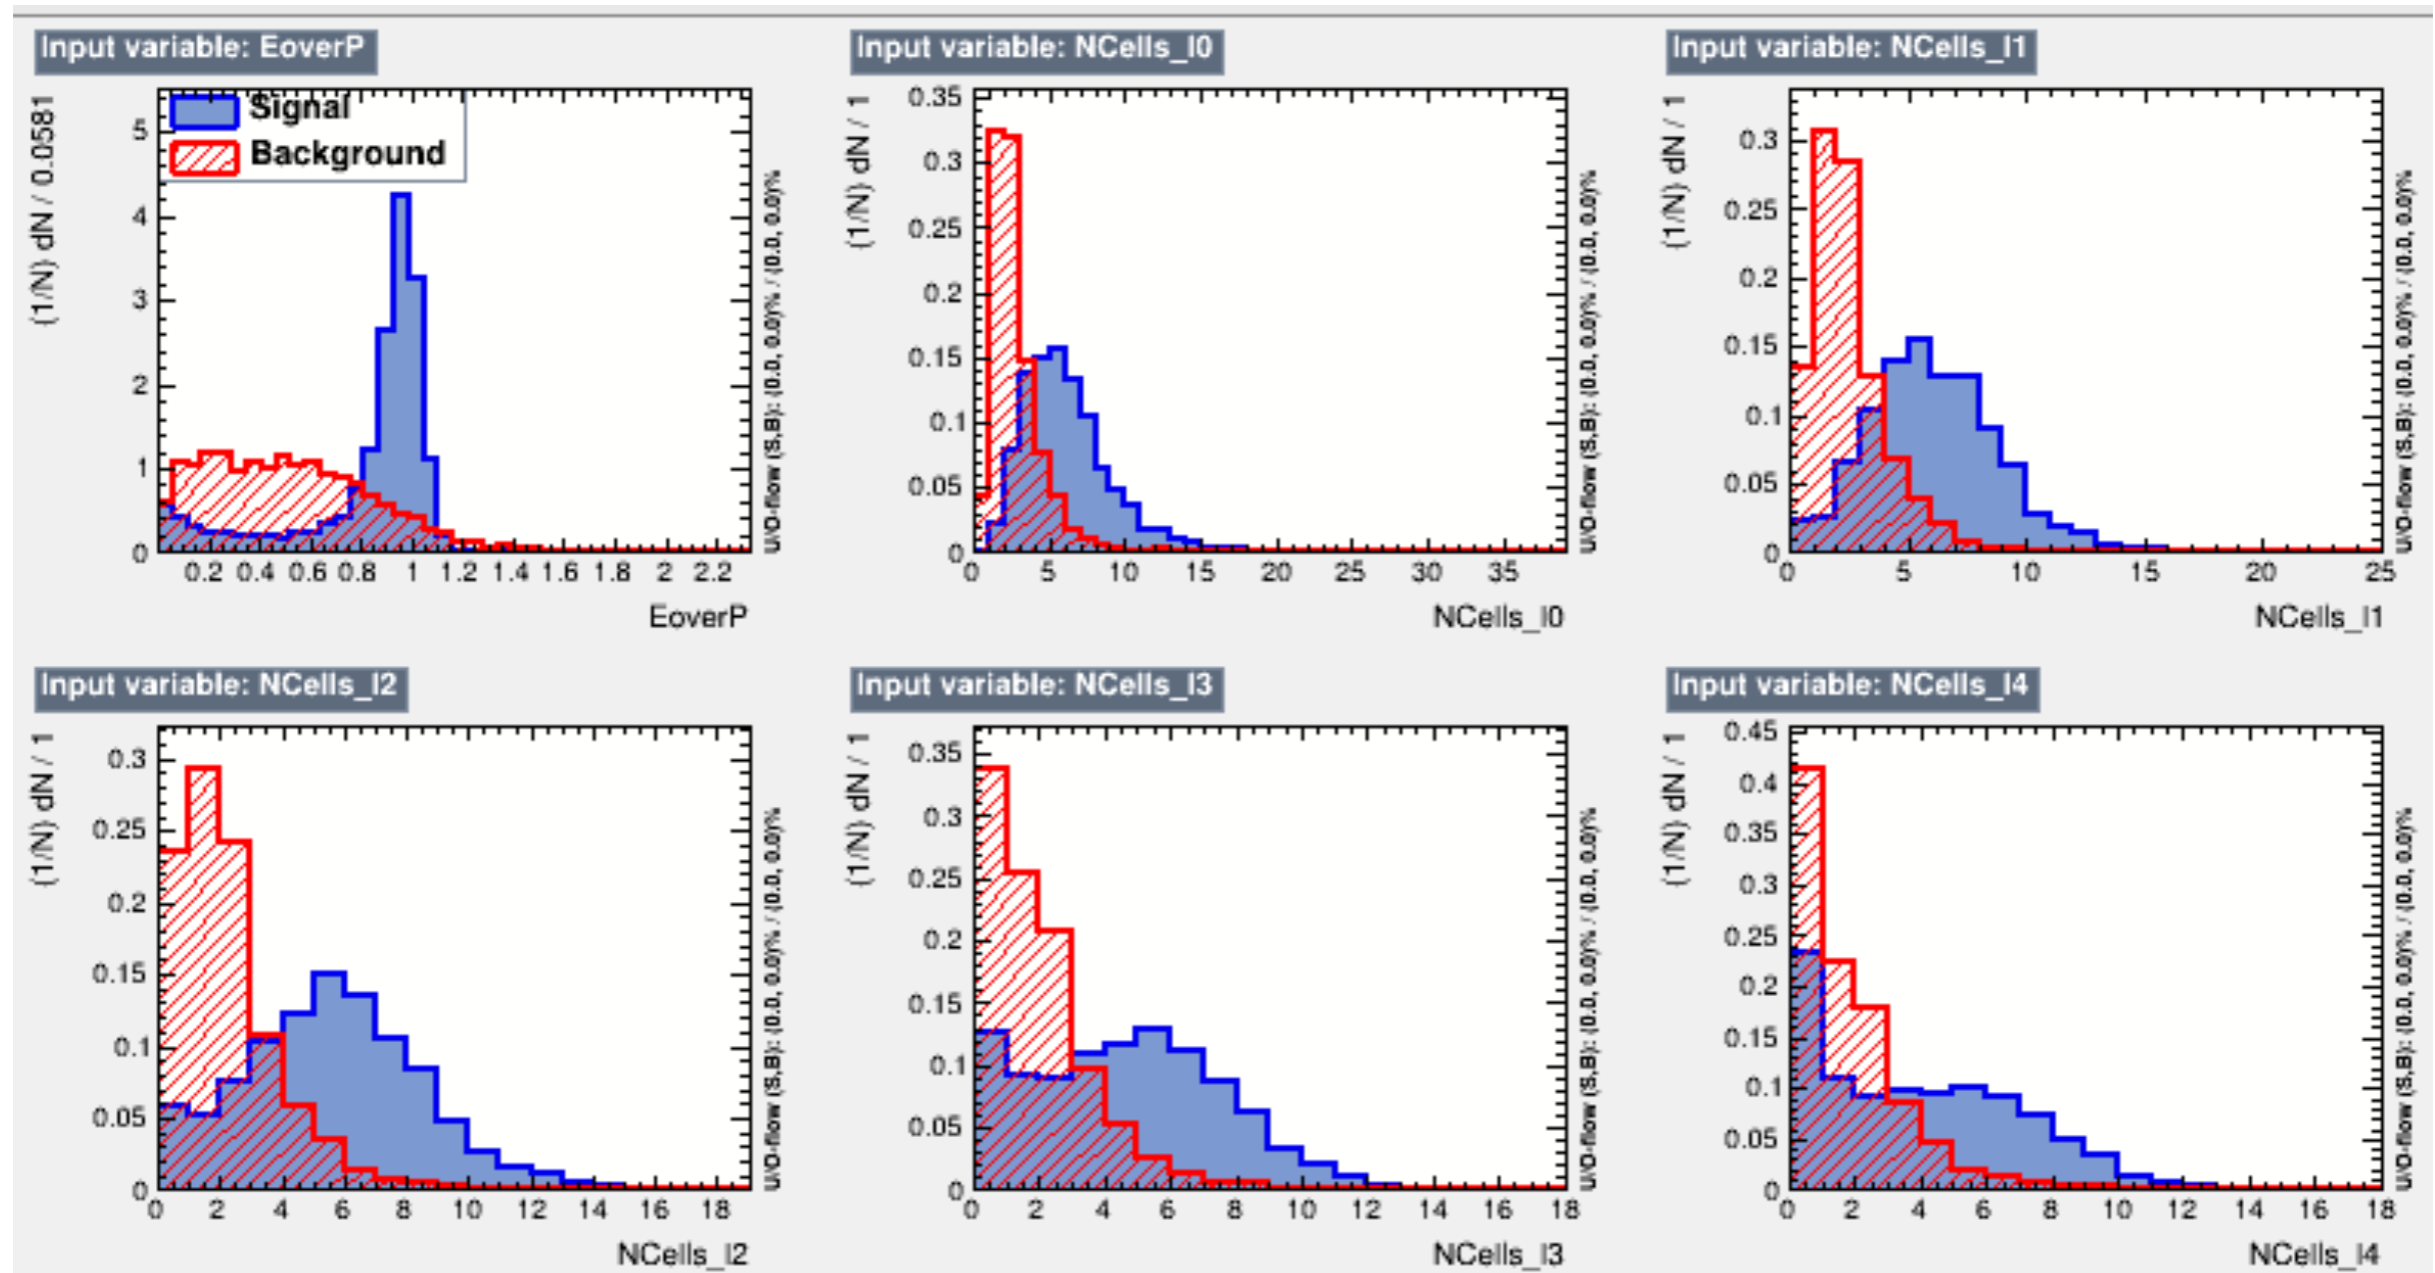 Input variable: EoverP
(1/N) dN / 0.0581
Signal
Background
5
4
3
2
1
0
0.2 0.4 0.6 0.8 1 1.2 1.4 1.6 1.8 2 2.2
EoverP
U/O-flow (S,B): (0.0, 0.0)% / (0.0, 0.0)%
Input variable: NCells_l0
(1/N) dN / 1
0.35
0.3
0.25
0.2
0.15
0.1
0.05
0
0 5 10 15 20 25 30 35
NCells_l0
U/O-flow (S,B): (0.0, 0.0)% / (0.0, 0.0)%
Input variable: NCells_l1
(1/N) dN / 1
0.3
0.25
0.2
0.15
0.1
0.05
0
0 5 10 15 20 25
NCells_l1
U/O-flow (S,B): (0.0, 0.0)% / (0.0, 0.0)%
Input variable: NCells_l2
(1/N) dN / 1
0.3
0.25
0.2
0.15
0.1
0.05
0
0 2 4 6 8 10 12 14 16 18
NCells_l2
U/O-flow (S,B): (0.0, 0.0)% / (0.0, 0.0)%
Input variable: NCells_l3
(1/N) dN / 1
0.35
0.3
0.25
0.2
0.15
0.1
0.05
0
0 2 4 6 8 10 12 14 16 18
NCells_l3
U/O-flow (S,B): (0.0, 0.0)% / (0.0, 0.0)%
Input variable: NCells_l4
(1/N) dN / 1
0.45
0.4
0.35
0.3
0.25
0.2
0.15
0.1
0.05
0
0 2 4 6 8 10 12 14 16 18
NCells_l4
U/O-flow (S,B): (0.0, 0.0)% / (0.0, 0.0)%